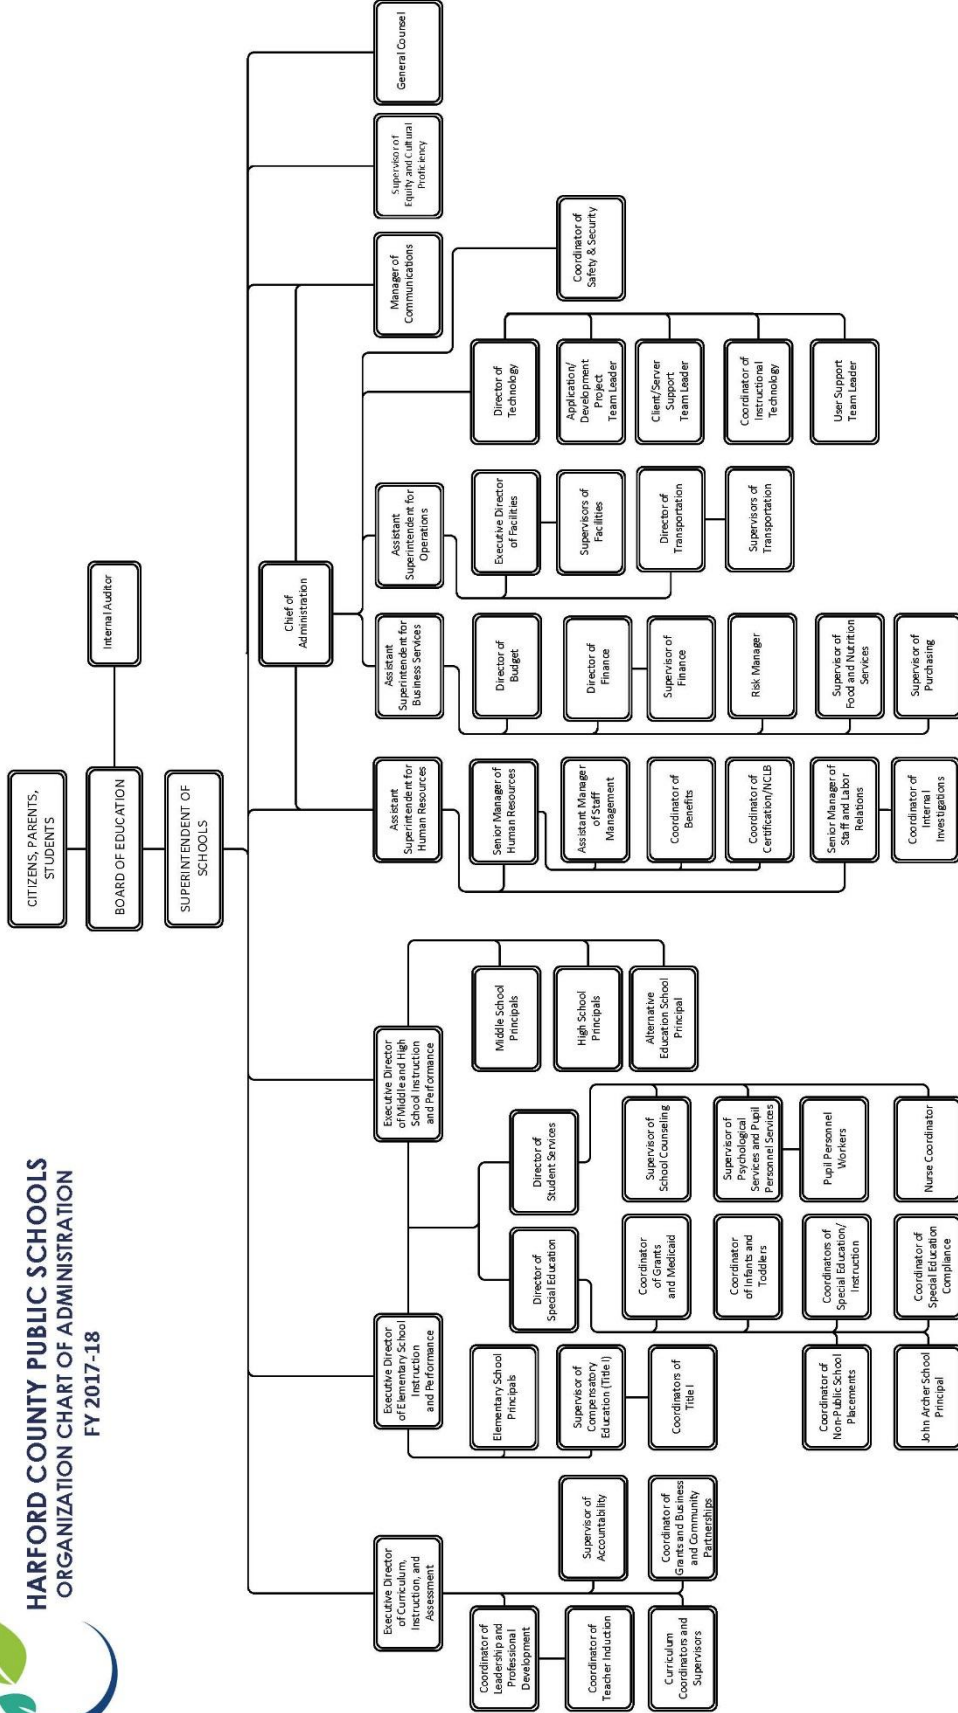 HARFORD COUNTY PUBLIC SCHOOLS
ORGANIZATION CHART OF ADMINISTRATION
FY 2017-18
CITIZENS, PARENTS,
STUDENTS
BOARD OF EDUCATION
Internal Auditor
SUPERINTENDENT OF
SCHOOLS
Chief of
Administration
Executive Director
of Curriculum,
Instruction, and
Assessment
Executive Director
of Elementary School
Instruction
and Performance
Executive Director
of Middle and High
School Instruction
and Performance
Assistant
Superintendent for
Human Resources
Assistant
Superintendent for
Business Services
Assistant
Superintendent for
Operations
Manager of
Communications
Supervisor of
Equity and Cultural
Proficiency
General Counsel
Coordinator of
Leadership and
Professional
Development
Coordinator of
Teacher Induction
Curriculum
Coordinators and
Supervisors
Supervisor of
Accountability
Coordinator of
Grants and Business
and Community
Partnerships
Elementary School
Principals
Supervisor of
Compensatory
Education (Title I)
Coordinators of
Title I
Director of
Special Education
Director of
Student Services
Coordinator
of Grants
and Medicaid
Coordinator
of Infants and
Toddlers
Coordinators of
Special Education/
Instruction
Coordinator of
Special Education
Compliance
Coordinator of
Non-Public School
Placements
John Archer School
Principal
Supervisor of
School Counseling
Supervisor of
Psychological
Services and Pupil
Personnel Services
Pupil Personnel
Workers
Nurse Coordinator
Middle School
Principals
High School
Principals
Alternative
Education School
Principal
Senior Manager of
Human Resources
Assistant Manager
of Staff
Management
Coordinator of
Benefits
Coordinator of
Certification/NCLB
Senior Manager of
Staff and Labor
Relations
Coordinator of
Internal
Investigations
Director of
Budget
Director of
Finance
Supervisor of
Finance
Risk Manager
Supervisor of
Food and Nutrition
Services
Supervisor of
Purchasing
Executive Director
of Facilities
Supervisors of
Facilities
Director of
Transportation
Supervisors of
Transportation
Director of
Technology
Application/
Development
Project
Team Leader
Client/Server
Support
Team Leader
Coordinator of
Instructional
Technology
User Support
Team Leader
Coordinator of
Safety & Security